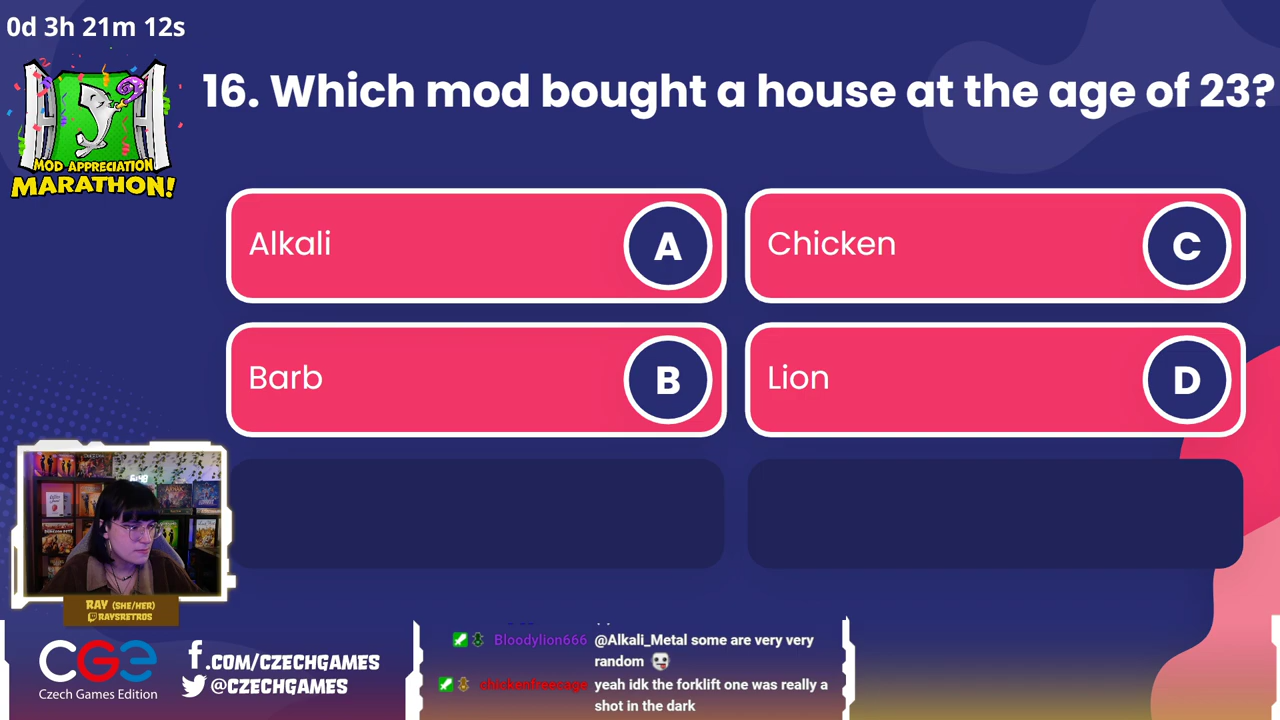 0d 3h 21m 12s
MOD APPRECIATION
MARATHON!
16. Which mod bought a house at the age of 23?
Alkali
A
Chicken
C
Barb
B
Lion
D
RAY (SHE/HER)
RAYSRETROS
CGE
Czech Games Edition
f.COM/CZECHGAMES
@CZECHGAMES
Bloodylion666 @Alkali_Metal some are very very
random
chickenfreecage yeah idk the forklift one was really a
shot in the dark